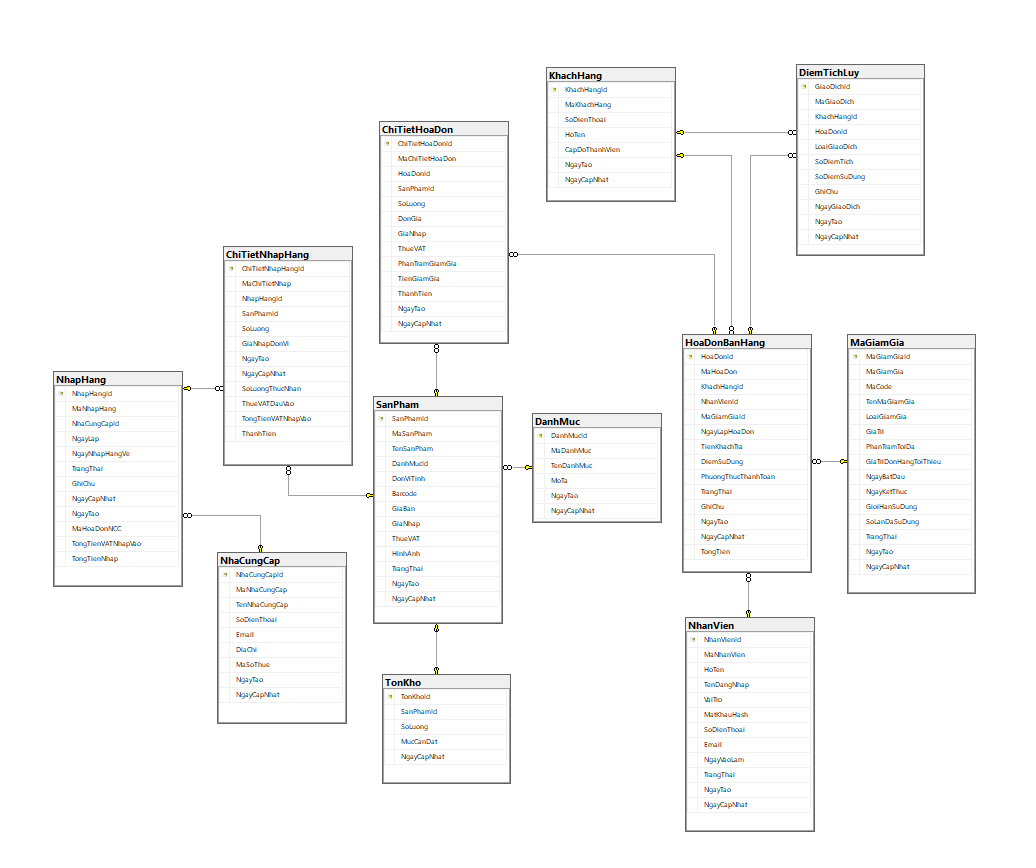 KhachHang
KhachHangId
MaKhachHang
SoDienThoai
HoTen
CapDoThanhVien
NgayTao
NgayCapNhat
DiemTichLuy
GiaoDichId
MaGiaoDich
KhachHangId
HoaDonId
LoaiGiaoDich
SoDiemTich
SoDiemSuDung
GhiChu
NgayGiaoDich
NgayTao
NgayCapNhat
ChiTietHoaDon
ChiTietHoaDonId
MaChiTietHoaDon
HoaDonId
SanPhamId
SoLuong
DonGia
GiaNhap
ThueVAT
PhanTramGiamGia
TienGiamGia
ThanhTien
NgayTao
NgayCapNhat
ChiTietNhapHang
ChiTietNhapHangId
MaChiTietNhap
NhapHangId
SanPhamId
SoLuong
GiaNhapDonVi
NgayTao
NgayCapNhat
SoLuongThucNhan
ThueVATDauVao
TongTienVATNhapVao
ThanhTien
NhapHang
NhapHangId
MaNhapHang
NhaCungCapId
NgayLap
NgayNhapHangVe
TrangThai
GhiChu
NgayCapNhat
NgayTao
MaHoaDonNCC
TongTienVATNhapVao
TongTienNhap
SanPham
SanPhamId
MaSanPham
TenSanPham
DanhMucId
DonViTinh
Barcode
GiaBan
GiaNhap
ThueVAT
HinhAnh
TrangThai
NgayTao
NgayCapNhat
DanhMuc
DanhMucId
MaDanhMuc
TenDanhMuc
MoTa
NgayTao
NgayCapNhat
HoaDonBanHang
HoaDonId
MaHoaDon
KhachHangId
NhanVienId
MaGiamGiaId
NgayLapHoaDon
TienKhachTra
DiemSuDung
PhuongThucThanhToan
TrangThai
GhiChu
NgayTao
NgayCapNhat
TongTien
MaGiamGia
MaGiamGiaId
MaGiamGia
MaCode
TenMaGiamGia
LoaiGiamGia
GiaTri
PhanTramToiDa
GiaTriDonHangToiThieu
NgayBatDau
NgayKetThuc
GioiHanSuDung
SoLanDaSuDung
TrangThai
NgayTao
NgayCapNhat
NhaCungCap
NhaCungCapId
MaNhaCungCap
TenNhaCungCap
SoDienThoai
Email
DiaChi
MaSoThue
NgayTao
NgayCapNhat
TonKho
TonKhoId
SanPhamId
SoLuong
MucCanDat
NgayCapNhat
NhanVien
NhanVienId
MaNhanVien
HoTen
TenDangNhap
VaiTro
MatKhauHash
SoDienThoai
Email
NgayVaoLam
TrangThai
NgayTao
NgayCapNhat